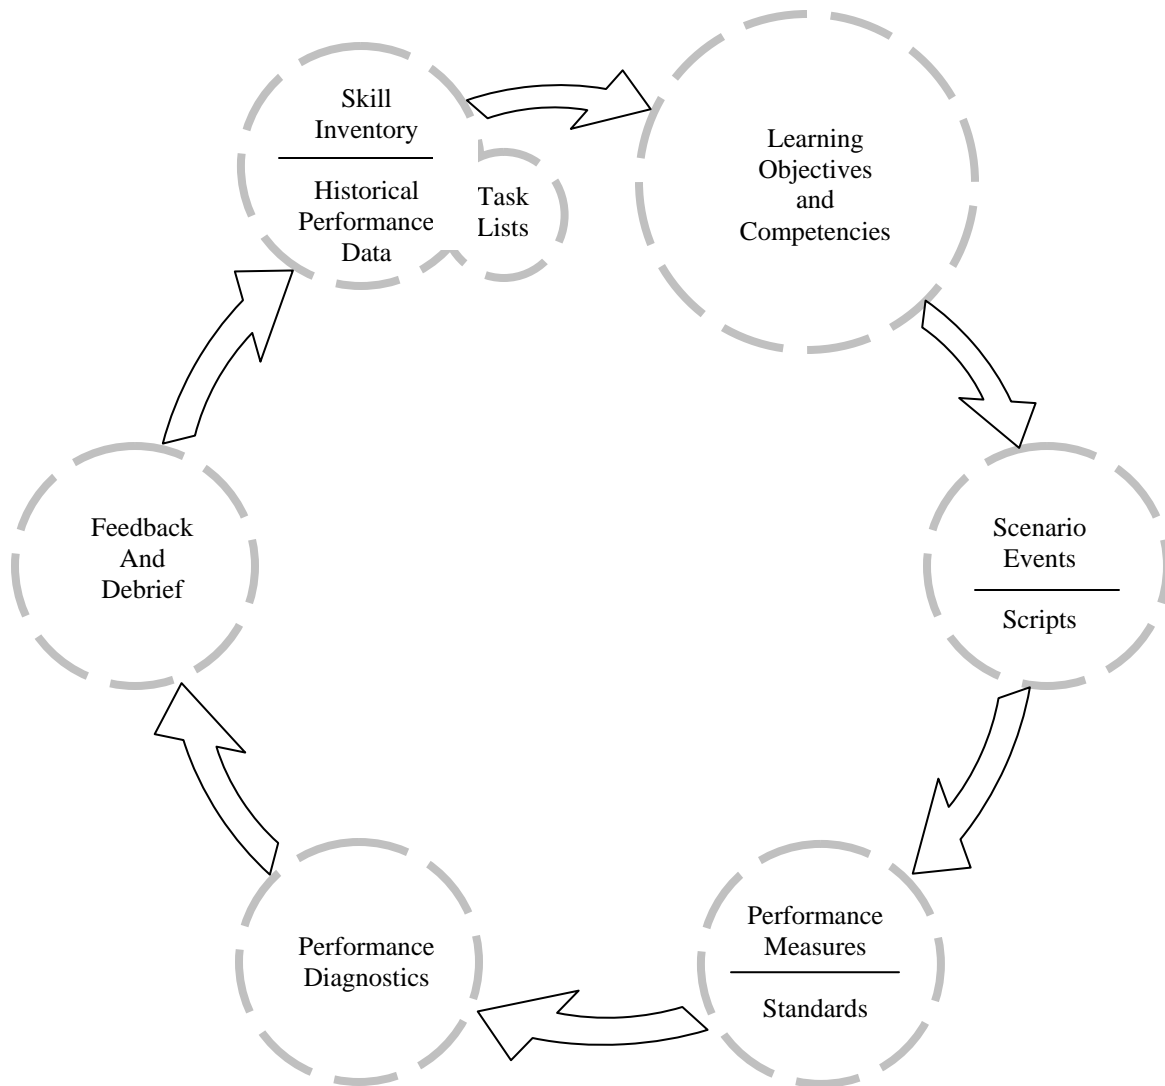 Skill
Inventory
Historical
Performance
Data
Task
Lists
Learning
Objectives
and
Competencies
Scenario
Events
Scripts
Performance
Measures
Standards
Performance
Diagnostics
Feedback
And
Debrief